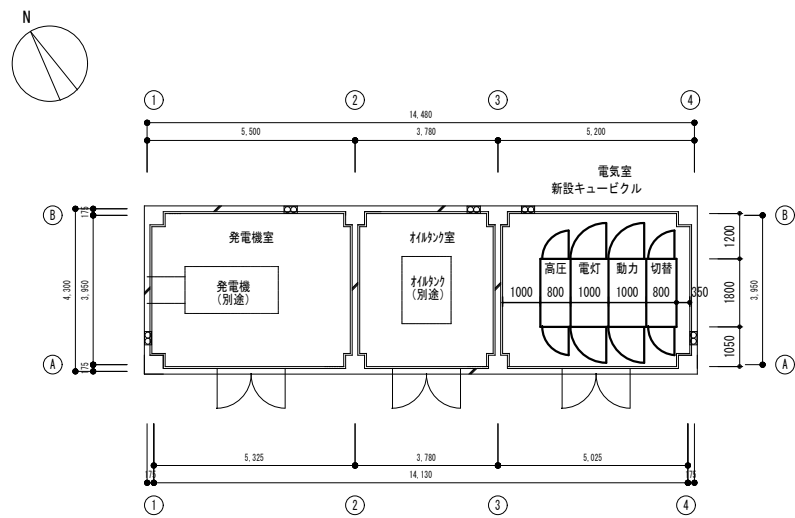 N
1
2
3
4
14,480
5,500
3,780
5,200
電気室
新設キュービクル
B
175
B
発電機室
オイルタンク室
1200
高圧
電灯
動力
切替
発電機
(別途)
オイルタンク
(別途)
4,300
3,950
1000
800
1000
1000
800
350
1800
3,950
1050
A
175
A
5,325
3,780
5,025
175
14,130
175
1
2
3
4